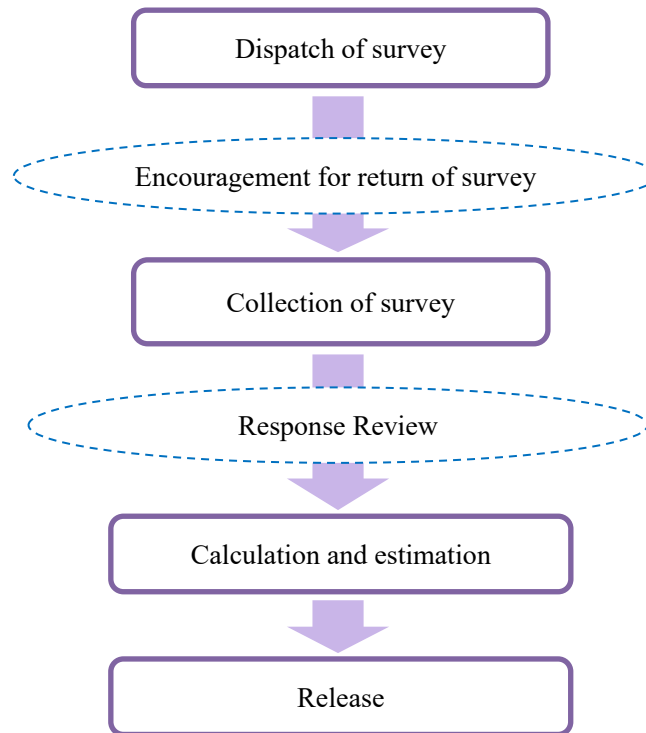 Dispatch of survey
Encouragement for return of survey
Collection of survey
Response Review
Calculation and estimation
Release